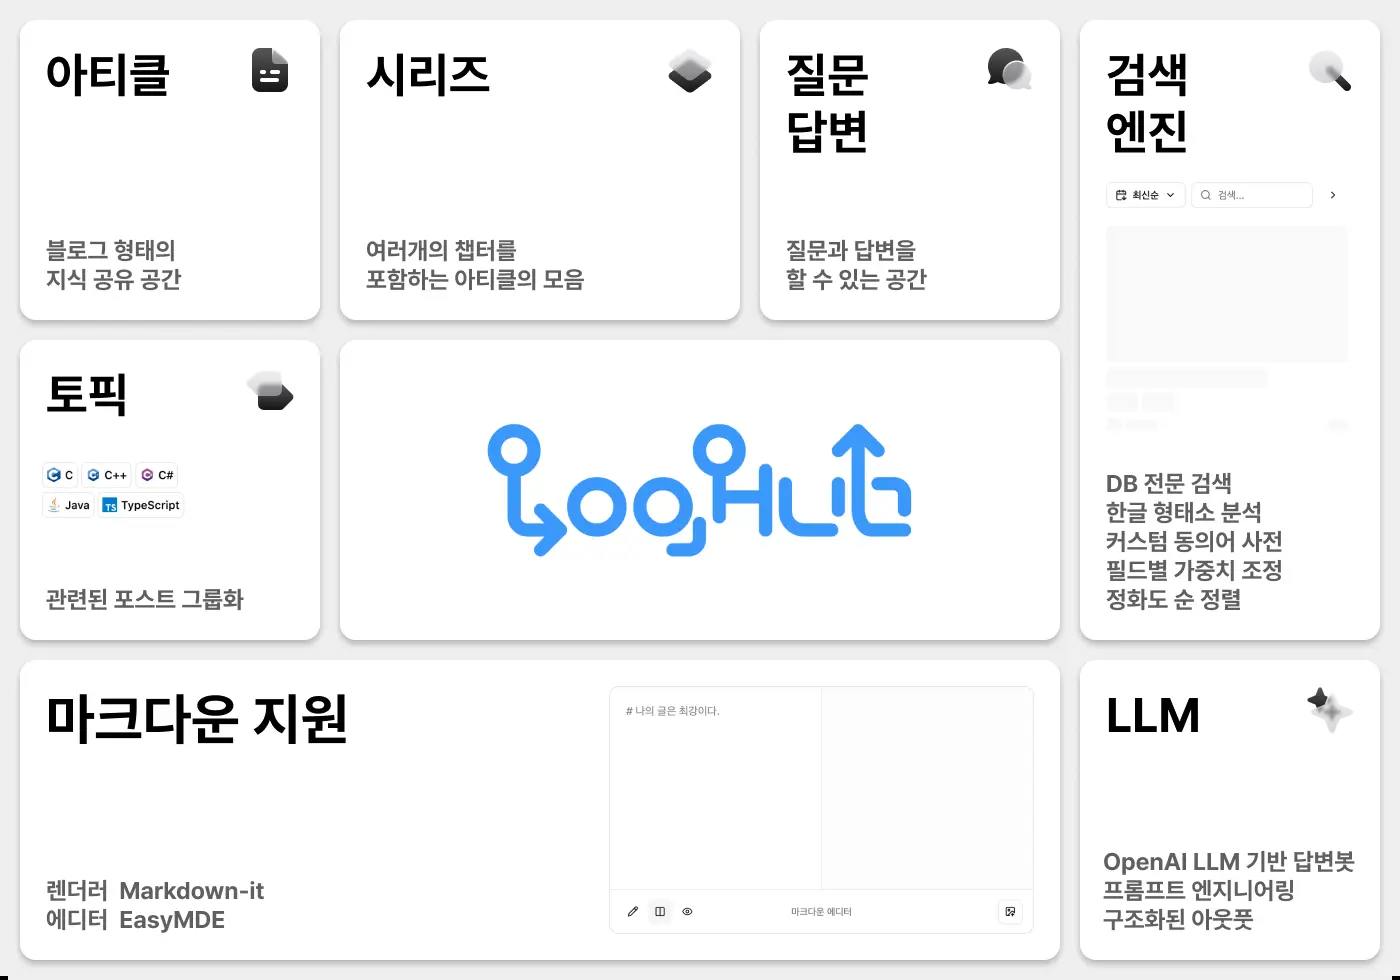 아티클
블로그 형태의
지식 공유 공간
시리즈
여러개의 챕터를
포함하는 아티클의 모음
질문
답변
질문과 답변을
할 수 있는 공간
검색
엔진
최신순
검색...
DB 전문 검색
한글 형태소 분석
커스텀 동의어 사전
필드별 가중치 조정
정화도 순 정렬
토픽
C C++ C#
Java TS TypeScript
관련된 포스트 그룹화
LogHub
마크다운 지원
렌더러 Markdown-it
에디터 EasyMDE
# 나의 글은 최강이다.
마크다운 에디터
LLM
OpenAI LLM 기반 답변봇
프롬프트 엔지니어링
구조화된 아웃풋